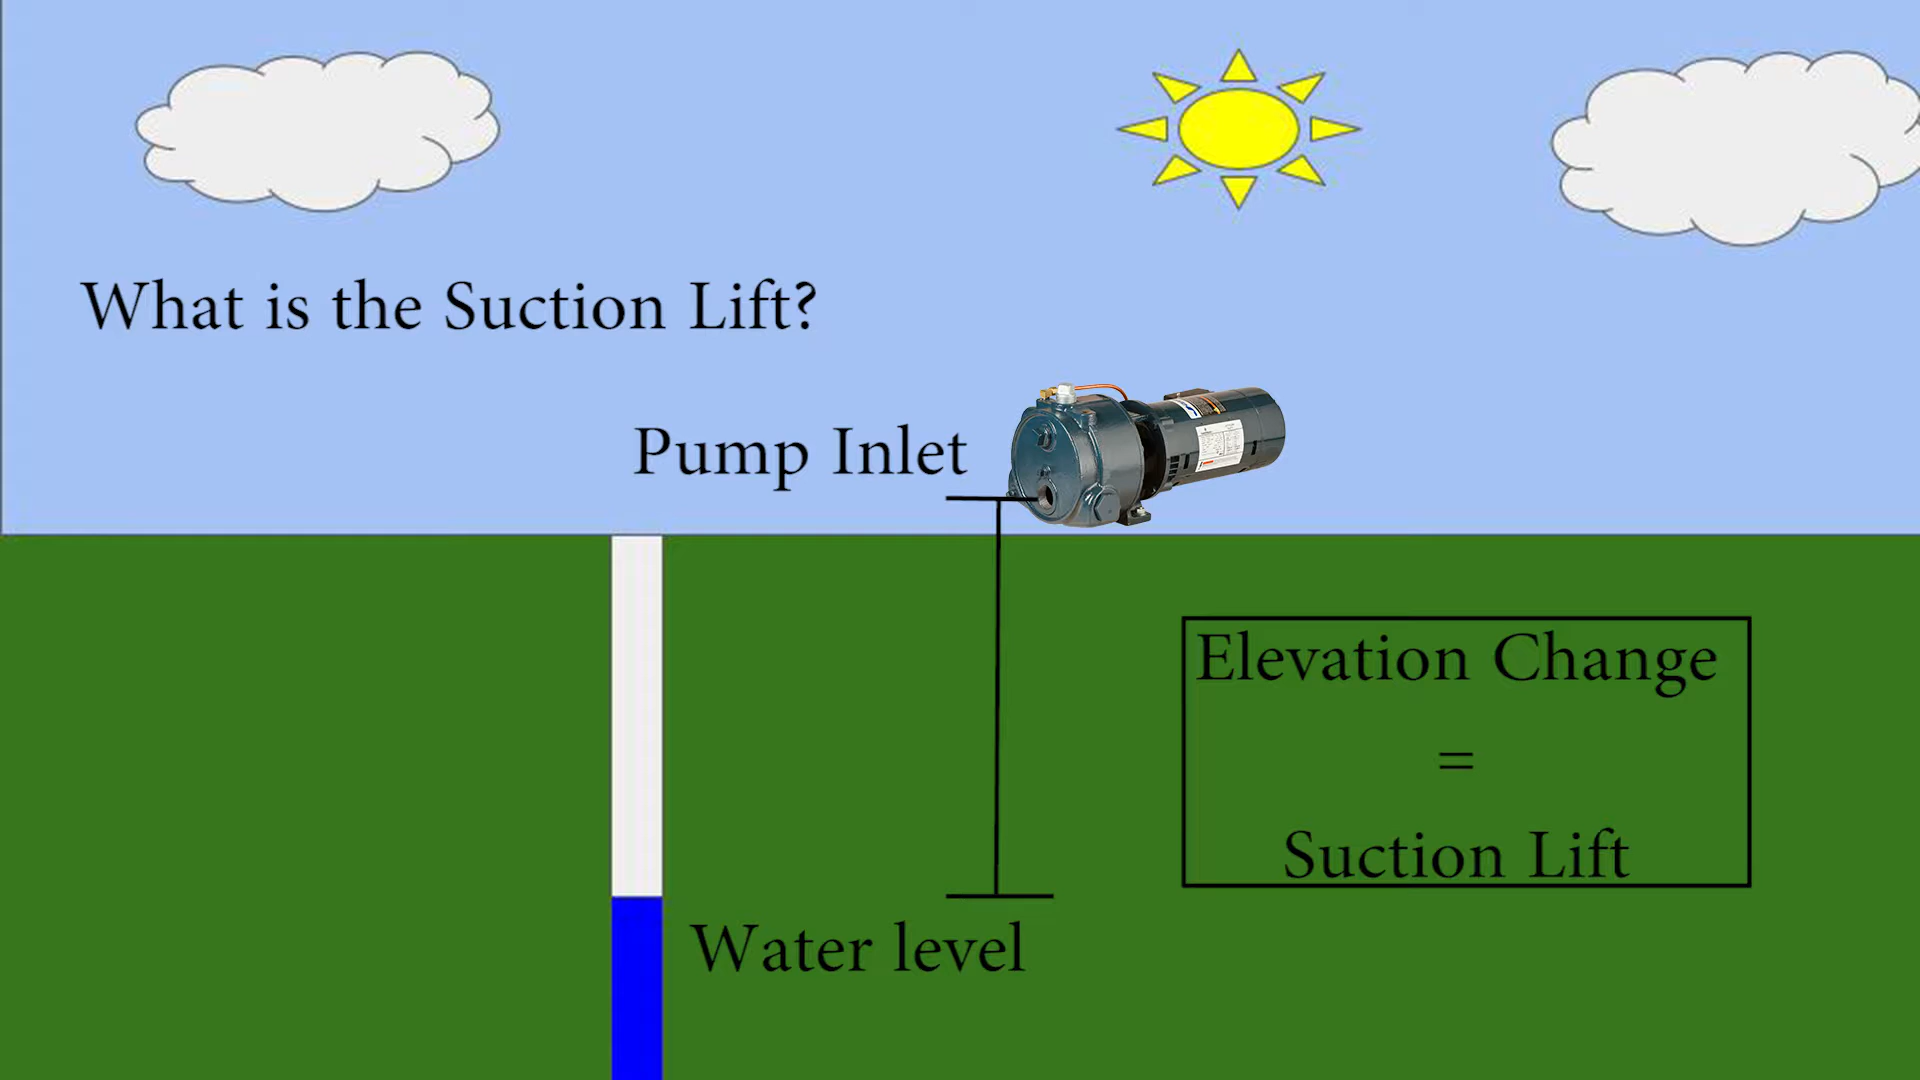 What is the Suction Lift?
Pump Inlet
Elevation Change
=
Suction Lift
Water level